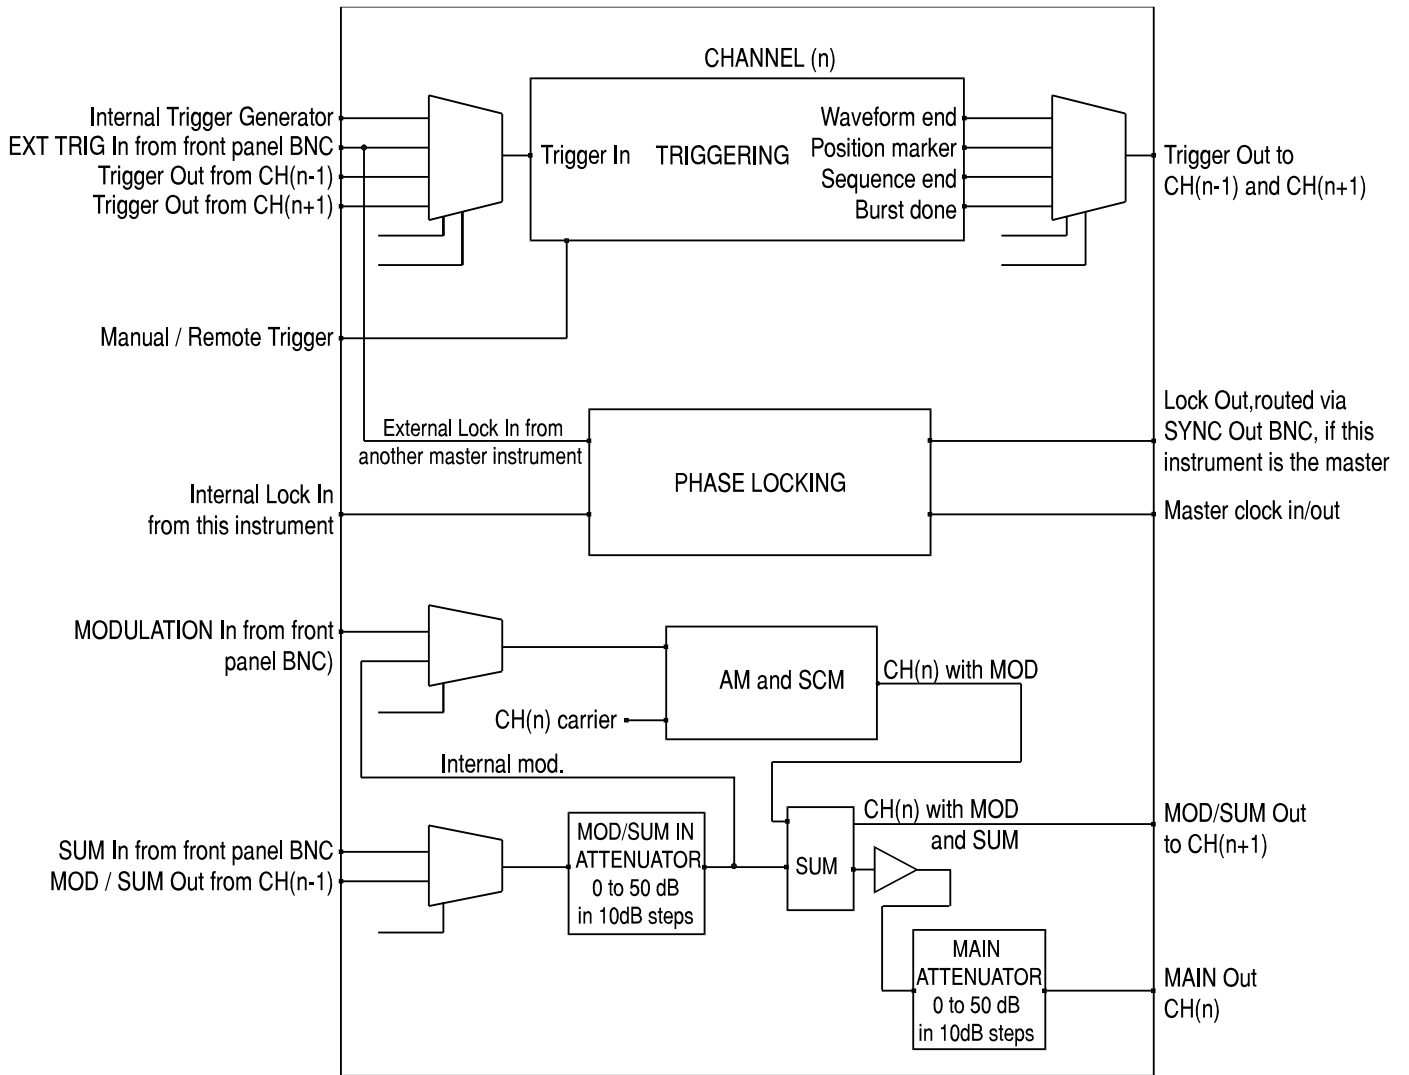 CHANNEL (n)
Internal Trigger Generator
EXT TRIG In from front panel BNC
Trigger Out from CH(n-1)
Trigger Out from CH(n+1)
Trigger In
TRIGGERING
Waveform end
Position marker
Sequence end
Burst done
Trigger Out to
CH(n-1) and CH(n+1)
Manual / Remote Trigger
External Lock In from
another master instrument
Internal Lock In
from this instrument
PHASE LOCKING
Lock Out,routed via
SYNC Out BNC, if this
instrument is the master
Master clock in/out
MODULATION In from front
panel BNC)
AM and SCM
CH(n) carrier
CH(n) with MOD
Internal mod.
SUM In from front panel BNC
MOD / SUM Out from CH(n-1)
MOD/SUM IN
ATTENUATOR
0 to 50 dB
in 10dB steps
SUM
CH(n) with MOD
and SUM
MOD/SUM Out
to CH(n+1)
MAIN
ATTENUATOR
0 to 50 dB
in 10dB steps
MAIN Out
CH(n)